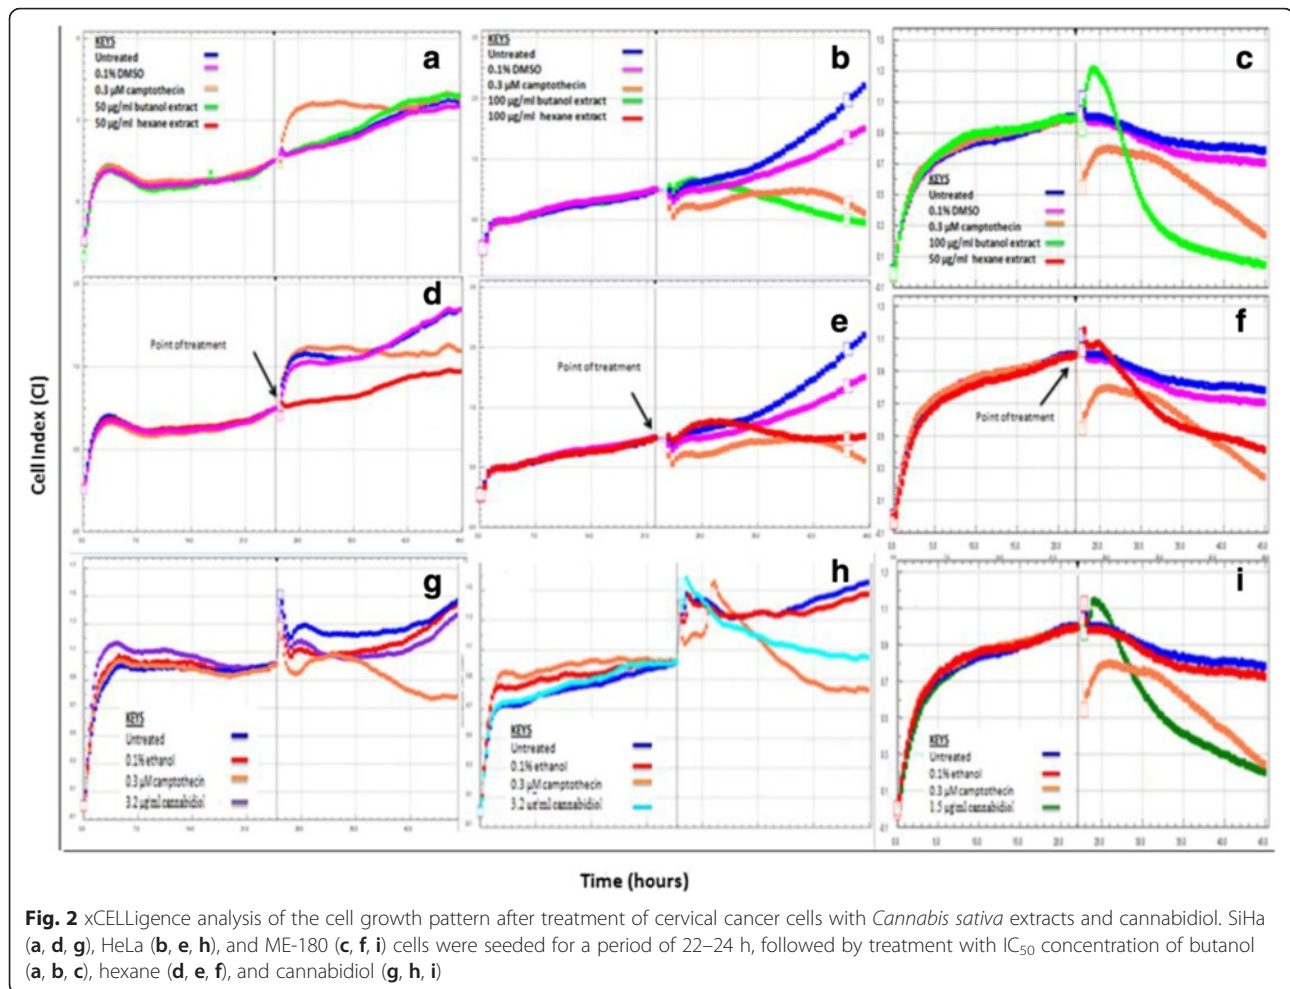 a
KEYS
Untreated
0.1% DMSO
0.3 µM camptothecin
50 µg/ml butanol extract
50 µg/ml hexane extract
b
KEYS
Untreated
0.1% DMSO
0.3 µM camptothecin
100 µg/ml butanol extract
100 µg/ml hexane extract
c
KEYS
Untreated
0.1% DMSO
0.3 µM camptothecin
100 µg/ml butanol extract
50 µg/ml hexane extract
d
Point of treatment
e
Point of treatment
f
Point of treatment
Cell Index (CI)
g
KEYS
Untreated
0.1% ethanol
0.3 µM camptothecin
3.2 µg/ml cannabidiol
h
KEYS
Untreated
0.1% ethanol
0.3 µM camptothecin
3.2 µg/ml cannabidiol
i
KEYS
Untreated
0.1% ethanol
0.3 µM camptothecin
1.5 µg/ml cannabidiol
Time (hours)
Fig. 2 xCELLigence analysis of the cell growth pattern after treatment of cervical cancer cells with Cannabis sativa extracts and cannabidiol. SiHa
(a, d, g), HeLa (b, e, h), and ME-180 (c, f, i) cells were seeded for a period of 22–24 h, followed by treatment with IC50 concentration of butanol
(a, b, c), hexane (d, e, f), and cannabidiol (g, h, i)